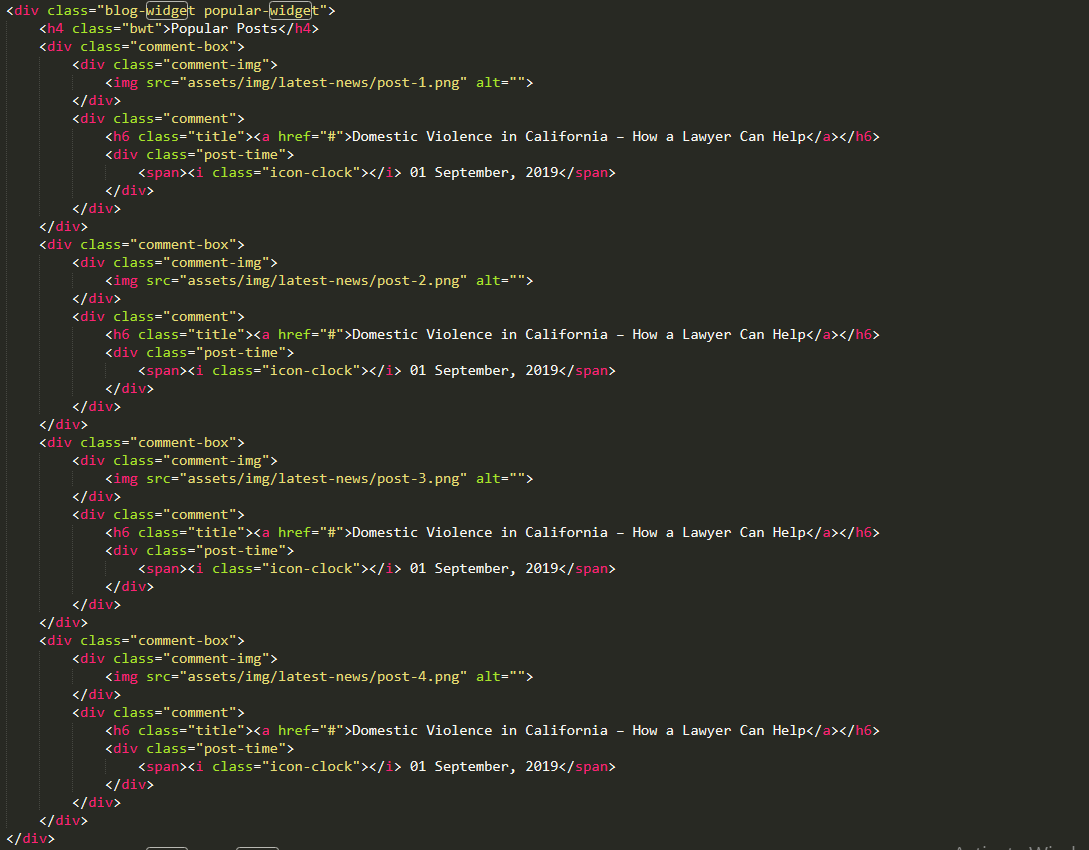 <div class="blog-widget popular-widget">
    <h4 class="bwt">Popular Posts</h4>
    <div class="comment-box">
        <div class="comment-img">
            <img src="assets/img/latest-news/post-1.png" alt="">
        </div>
        <div class="comment">
            <h6 class="title"><a href="#">Domestic Violence in California – How a Lawyer Can Help</a></h6>
            <div class="post-time">
                <span><i class="icon-clock"></i> 01 September, 2019</span>
            </div>
        </div>
    </div>
    <div class="comment-box">
        <div class="comment-img">
            <img src="assets/img/latest-news/post-2.png" alt="">
        </div>
        <div class="comment">
            <h6 class="title"><a href="#">Domestic Violence in California – How a Lawyer Can Help</a></h6>
            <div class="post-time">
                <span><i class="icon-clock"></i> 01 September, 2019</span>
            </div>
        </div>
    </div>
    <div class="comment-box">
        <div class="comment-img">
            <img src="assets/img/latest-news/post-3.png" alt="">
        </div>
        <div class="comment">
            <h6 class="title"><a href="#">Domestic Violence in California – How a Lawyer Can Help</a></h6>
            <div class="post-time">
                <span><i class="icon-clock"></i> 01 September, 2019</span>
            </div>
        </div>
    </div>
    <div class="comment-box">
        <div class="comment-img">
            <img src="assets/img/latest-news/post-4.png" alt="">
        </div>
        <div class="comment">
            <h6 class="title"><a href="#">Domestic Violence in California – How a Lawyer Can Help</a></h6>
            <div class="post-time">
                <span><i class="icon-clock"></i> 01 September, 2019</span>
            </div>
        </div>
    </div>
</div>